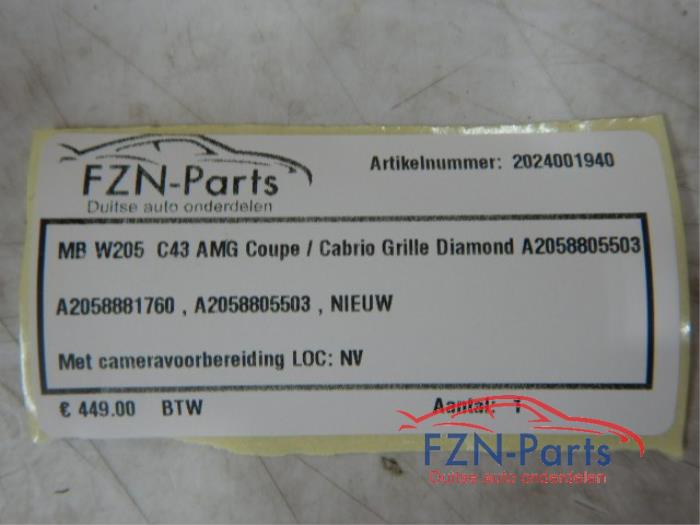 FZN-Parts
Duitse auto onderdelen
Artikelnummer: 2024001940
MB W205 C43 AMG Coupe / Cabrio Grille Diamond A2058805503
A2058881760 , A2058805503 , NIEUW
Met cameravoorbereiding LOC: NV
€ 449.00 BTW
Aantal: 1
FZN-Parts
Duitse auto onderdelen